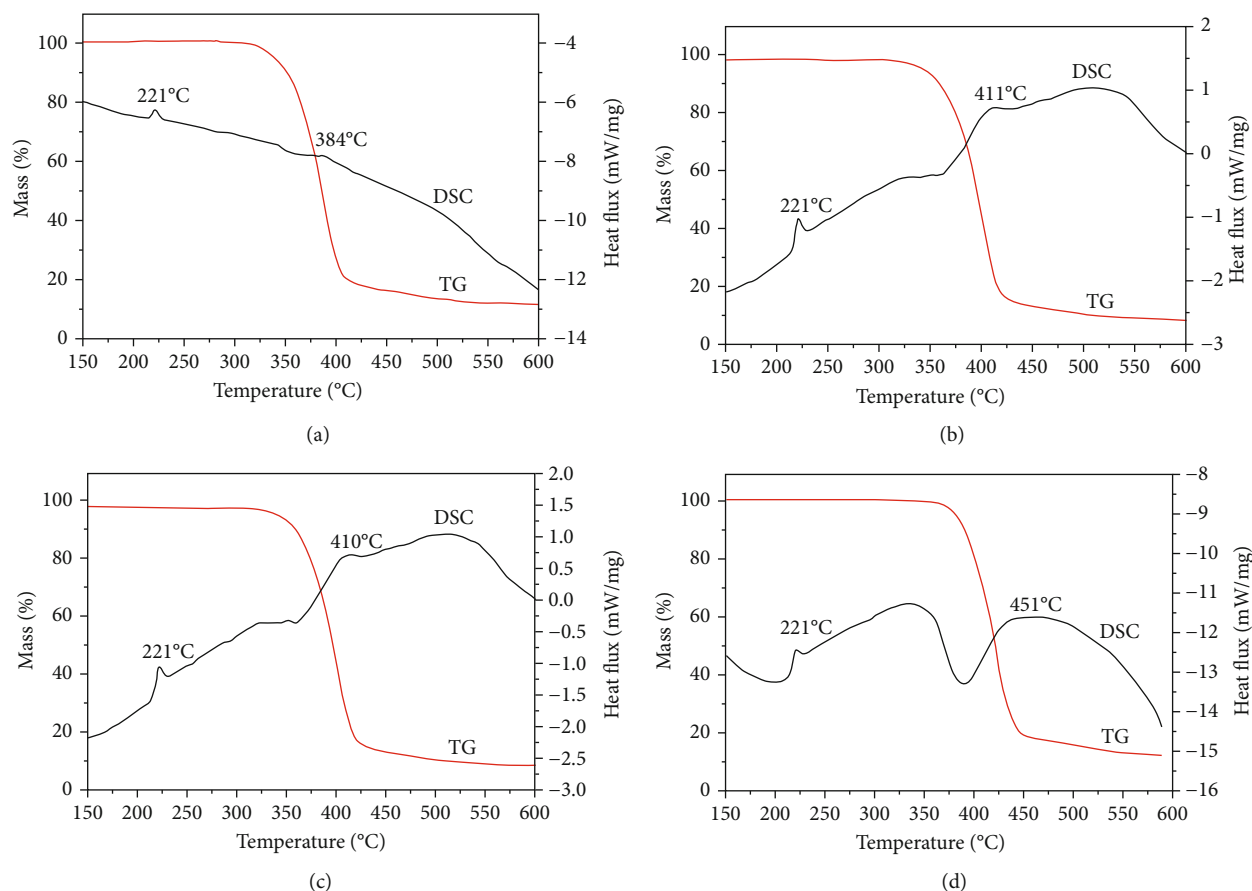 100
80
60
40
20
0
Mass (%)
−4
−6
−8
−10
−12
−14
Heat flux (mW/mg)
221°C
384°C
DSC
TG
150 200 250 300 350 400 450 500 550 600
Temperature (°C)
(a)
100
80
60
40
20
0
Mass (%)
2
1
0
−1
−2
−3
Heat flux (mW/mg)
221°C
411°C
DSC
TG
150 200 250 300 350 400 450 500 550 600
Temperature (°C)
(b)
100
80
60
40
20
0
Mass (%)
2.0
1.5
1.0
0.5
0.0
−0.5
−1.0
−1.5
−2.0
−2.5
−3.0
Heat flux (mW/mg)
221°C
410°C
DSC
TG
150 200 250 300 350 400 450 500 550 600
Temperature (°C)
(c)
100
80
60
40
20
0
Mass (%)
−8
−9
−10
−11
−12
−13
−14
−15
−16
Heat flux (mW/mg)
221°C
451°C
DSC
TG
150 200 250 300 350 400 450 500 550 600
Temperature (°C)
(d)